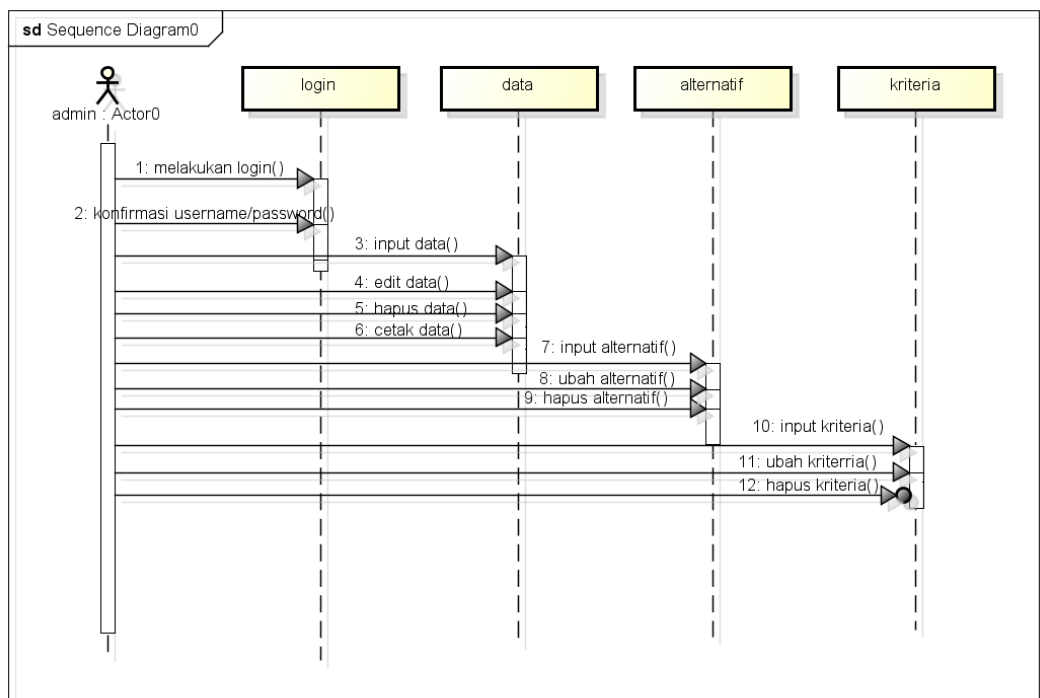 sd Sequence Diagram0
admin : Actor0
login
data
alternatif
kriteria
1: melakukan login()
2: konfirmasi username/password()
3: input data()
4: edit data()
5: hapus data()
6: cetak data()
7: input alternatif()
8: ubah alternatif()
9: hapus alternatif()
10: input kriteria()
11: ubah kriterria()
12: hapus kriteria()